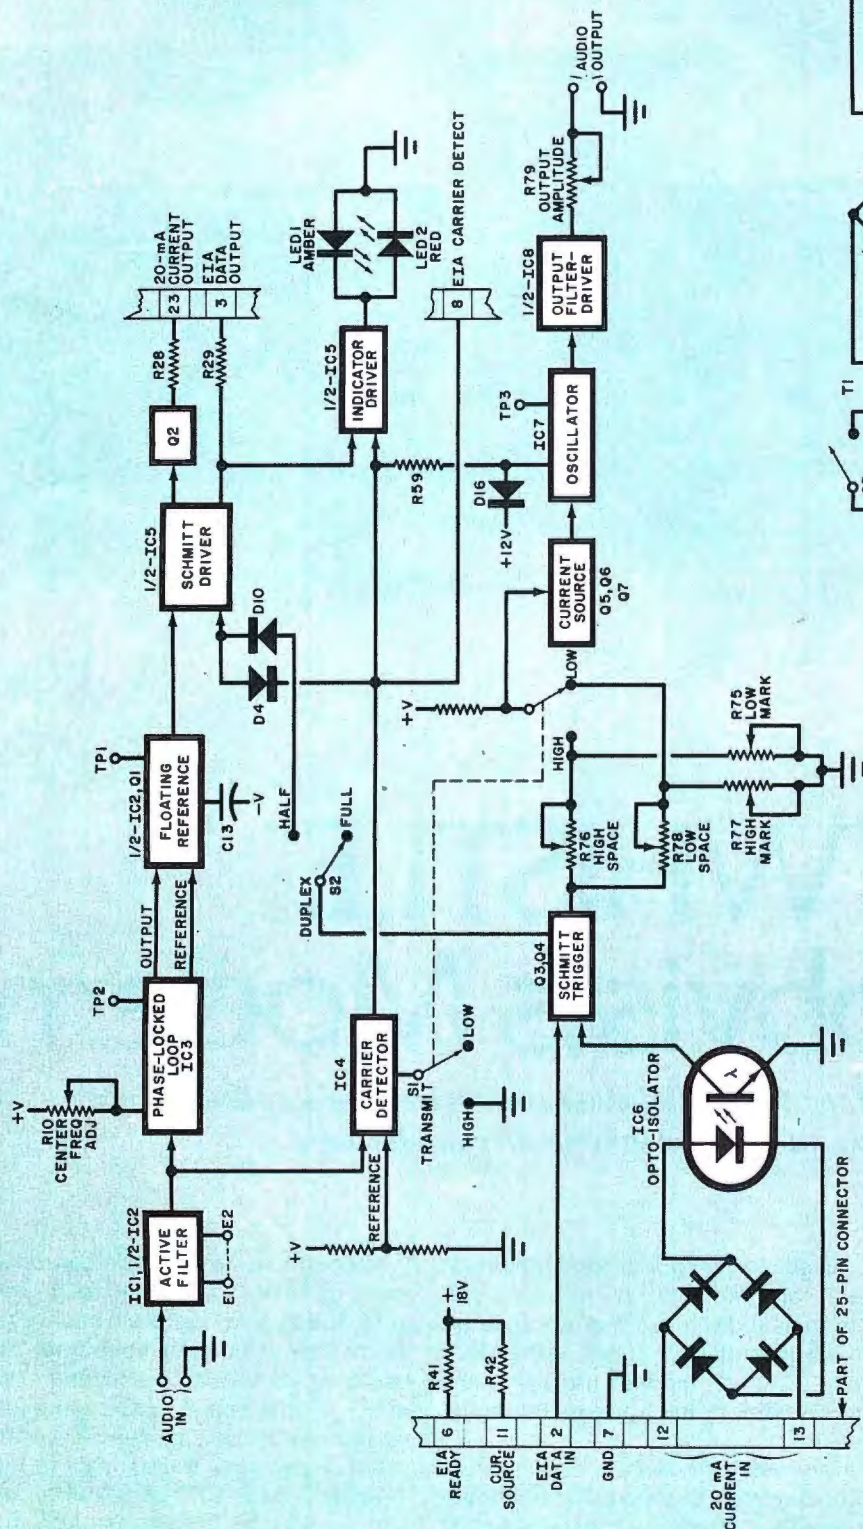 AUDIO
IN
IC1, 1/2-IC2
ACTIVE
FILTER
E1
E2
+V
R10
CENTER
FREQ
ADJ
PHASE-LOCKED
LOOP
IC3
TP2
OUTPUT
REFERENCE
1/2-IC2, Q1
FLOATING
REFERENCE
TP1
C13
-V
1/2-IC5
SCHMITT
DRIVER
Q2
R28
R29
23
3
20-mA
CURRENT
OUTPUT
EIA
DATA
OUTPUT
D4
D10
HALF
FULL
DUPLEX
S2
+V
REFERENCE
IC4
CARRIER
DETECTOR
S1
TRANSMIT
LOW
HIGH
1/2-IC5
INDICATOR
DRIVER
LED1
AMBER
LED2
RED
8
EIA CARRIER DETECT
R59
D16
+12V
TP3
IC7
OSCILLATOR
1/2-IC8
OUTPUT
FILTER-
DRIVER
R79
OUTPUT
AMPLITUDE
AUDIO
OUTPUT
+V
CURRENT
SOURCE
Q5, Q6
Q7
LOW
HIGH
R76
HIGH
SPACE
R78
LOW
SPACE
R77
HIGH
MARK
R75
LOW
MARK
Q3, Q4
SCHMITT
TRIGGER
IC6
OPTO-ISOLATOR
λ
R41
R42
+
18V
EIA
READY
6
CUR.
SOURCE
11
EIA
DATA
IN
2
GND
7
12
13
20 mA
CURRENT
IN
PART OF 25-PIN CONNECTOR
T1